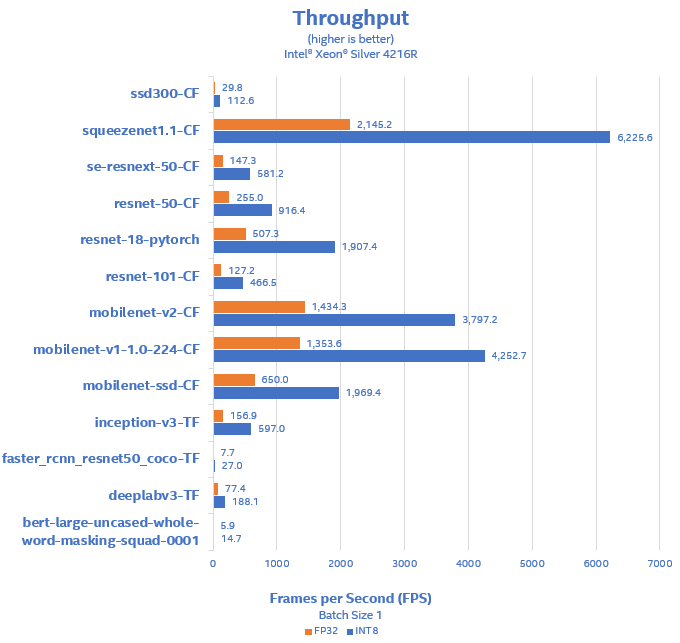 Throughput
(higher is better)
Intel® Xeon® Silver 4216R
ssd300-CF
29.8
112.6
squeezenet1.1-CF
2,145.2
6,225.6
se-resnext-50-CF
147.3
581.2
resnet-50-CF
255.0
916.4
resnet-18-pytorch
507.3
1,907.4
resnet-101-CF
127.2
466.5
mobilenet-v2-CF
1,434.3
3,797.2
mobilenet-v1-1.0-224-CF
1,353.6
4,252.7
mobilenet-ssd-CF
650.0
1,969.4
inception-v3-TF
156.9
597.0
faster_rcnn_resnet50_coco-TF
7.7
27.0
deeplabv3-TF
77.4
188.1
bert-large-uncased-whole-
word-masking-squad-0001
5.9
14.7
0 1000 2000 3000 4000 5000 6000 7000
Frames per Second (FPS)
Batch Size 1
FP32 INT8